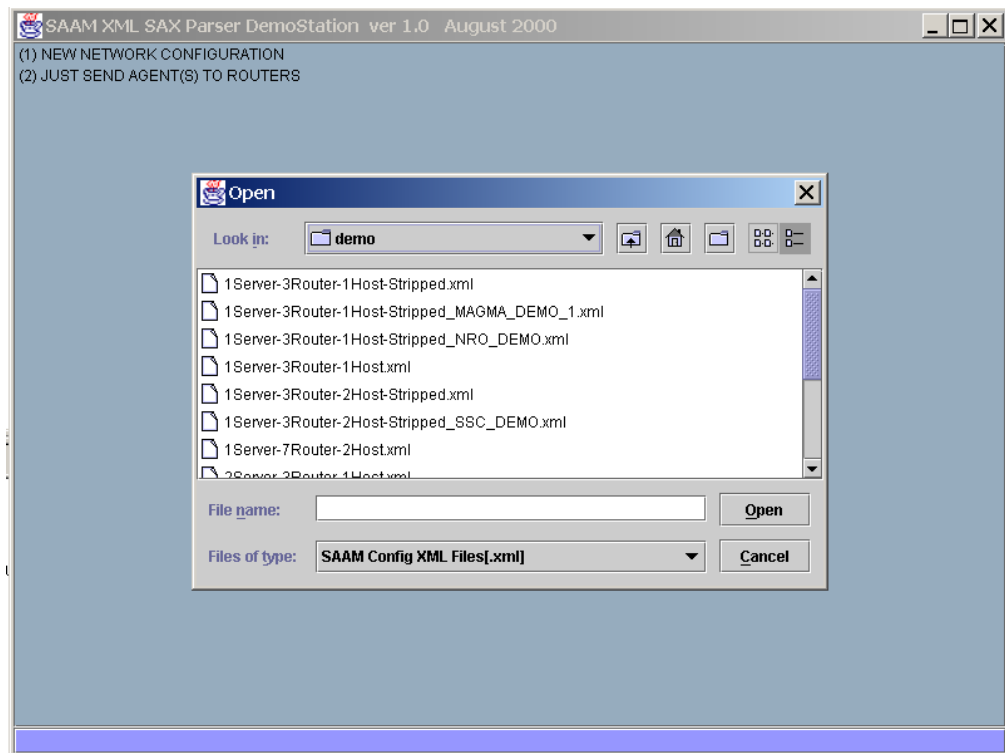 SAAM XML SAX Parser DemoStation ver 1.0 August 2000
(1) NEW NETWORK CONFIGURATION
(2) JUST SEND AGENT(S) TO ROUTERS
Open
Look in: demo
1Server-3Router-1Host-Stripped.xml
1Server-3Router-1Host-Stripped_MAGMA_DEMO_1.xml
1Server-3Router-1Host-Stripped_NRO_DEMO.xml
1Server-3Router-1Host.xml
1Server-3Router-2Host-Stripped.xml
1Server-3Router-2Host-Stripped_SSC_DEMO.xml
1Server-7Router-2Host.xml
File name: Open
Files of type: SAAM Config XML Files[.xml] Cancel